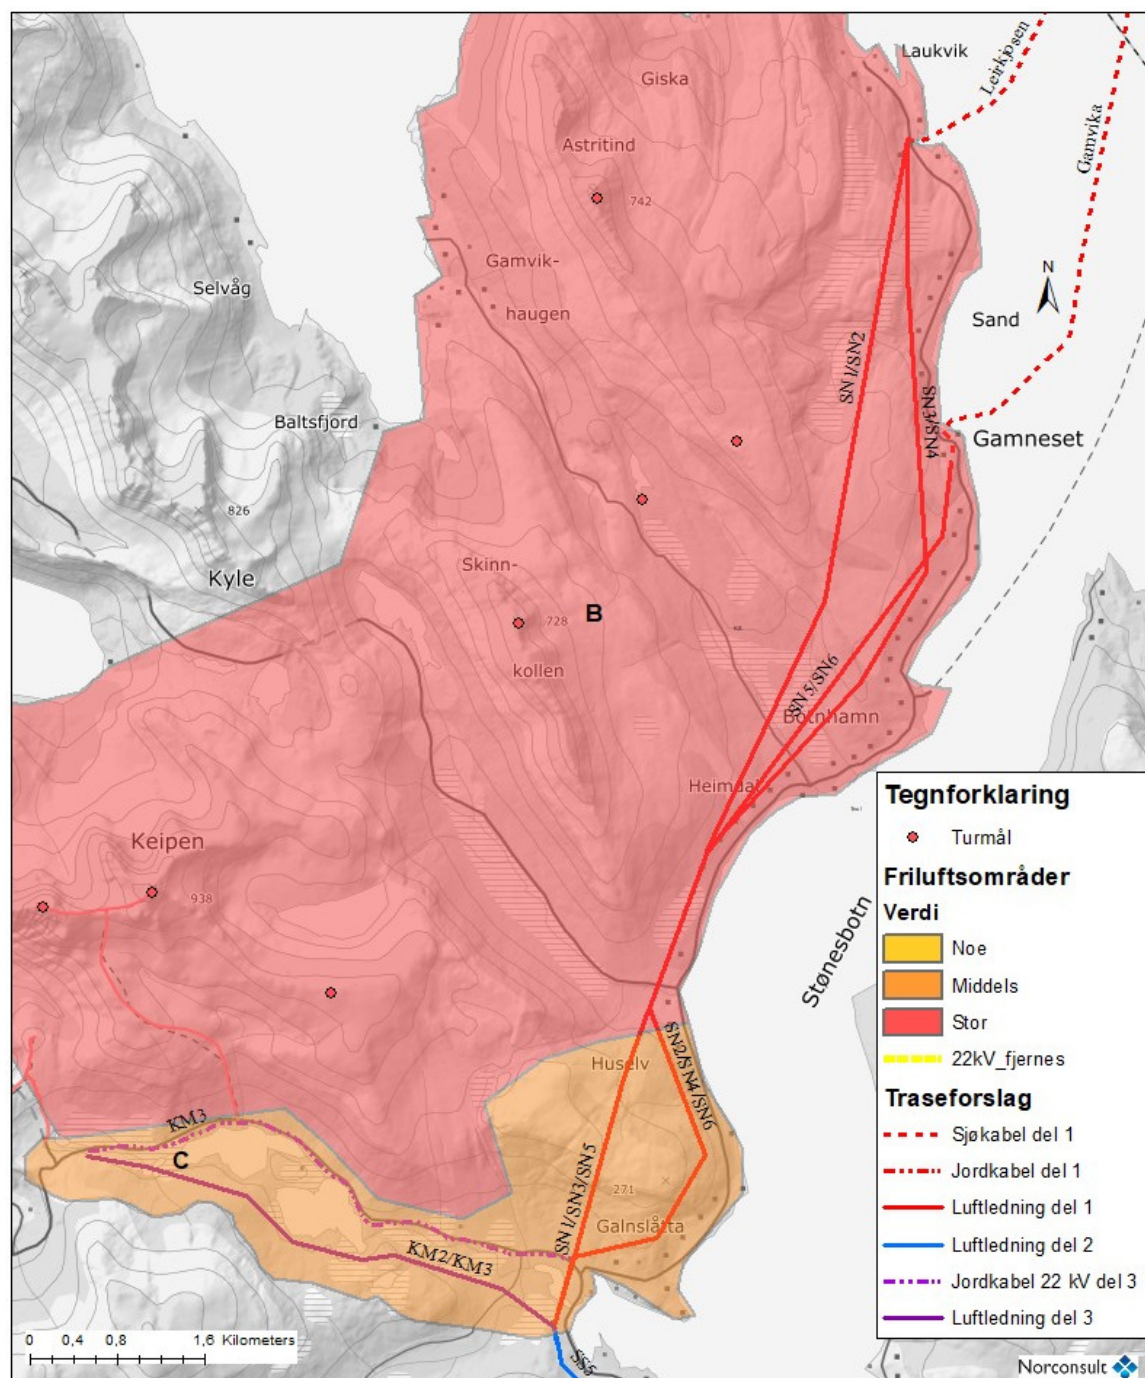 Laukvik
Leirkjosen
Giska
Gamvika
Astritind
742
Gamvik-
haugen
Selvåg
N
Sand
SN1/SN2
SN3/SN4
Baltsfjord
Gamneset
826
Skinn-
Kyle
B
728
kollen
SN5/SN6
Botnhamn
Heimdal
Keipen
938
Stønesbotn
Huselv
SN2/SN4/SN6
KM3
C
SN1/SN3/SN5
271
Galnslåtta
KM2/KM3
SS5
0 0,4 0,8 1,6 Kilometers
Tegnforklaring
Turmål
Friluftsområder
Verdi
Noe
Middels
Stor
22kV_fjernes
Traseforslag
Sjøkabel del 1
Jordkabel del 1
Luftledning del 1
Luftledning del 2
Jordkabel 22 kV del 3
Luftledning del 3
Norconsult